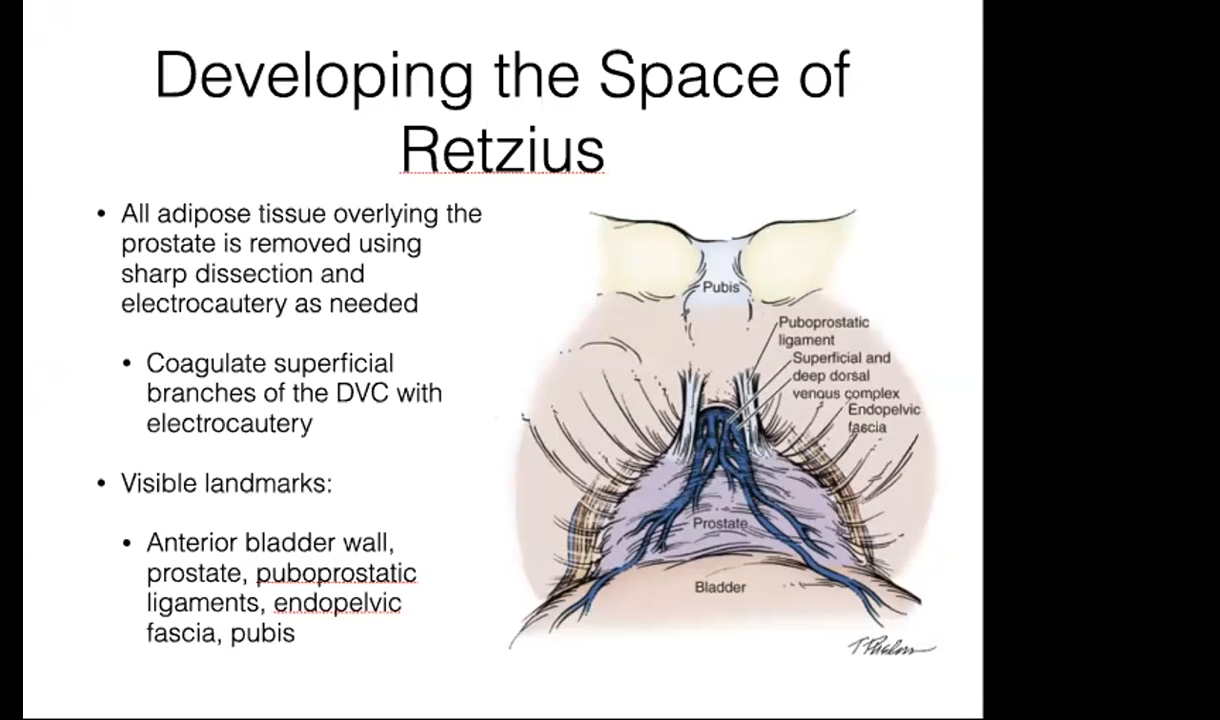 Developing the Space of
Retzius
• All adipose tissue overlying the
prostate is removed using
sharp dissection and
electrocautery as needed
• Coagulate superficial
branches of the DVC with
electrocautery
• Visible landmarks:
• Anterior bladder wall,
prostate, puboprostatic
ligaments, endopelvic
fascia, pubis
Pubis
Puboprostatic
ligament
Superficial and
deep dorsal
venous complex
Endopelvic
fascia
Prostate
Bladder